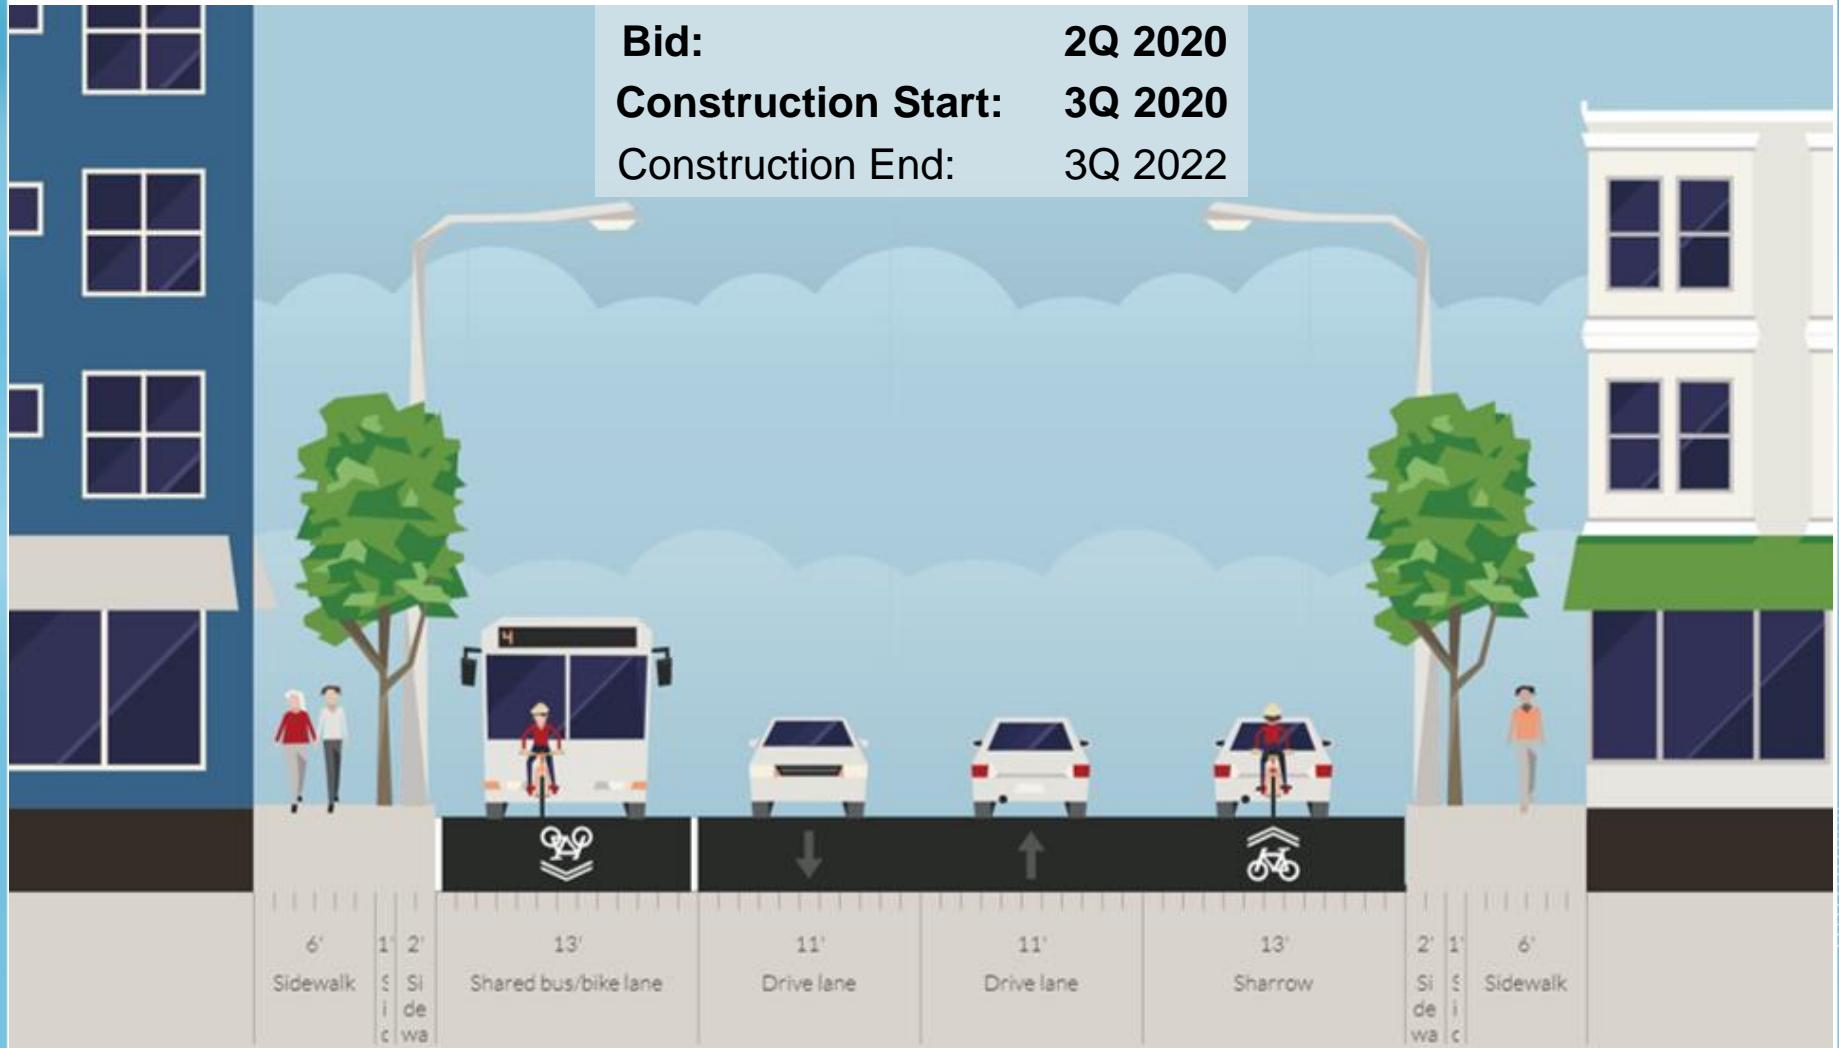 Bid: 2Q 2020
Construction Start: 3Q 2020
Construction End: 3Q 2022
4
6' 1' 2' 13' 11' 11' 13' 2' 1' 6'
Sidewalk S Si Shared bus/bike lane Drive lane Drive lane Sharrow Si S Sidewalk
i de de i
c wa wa c